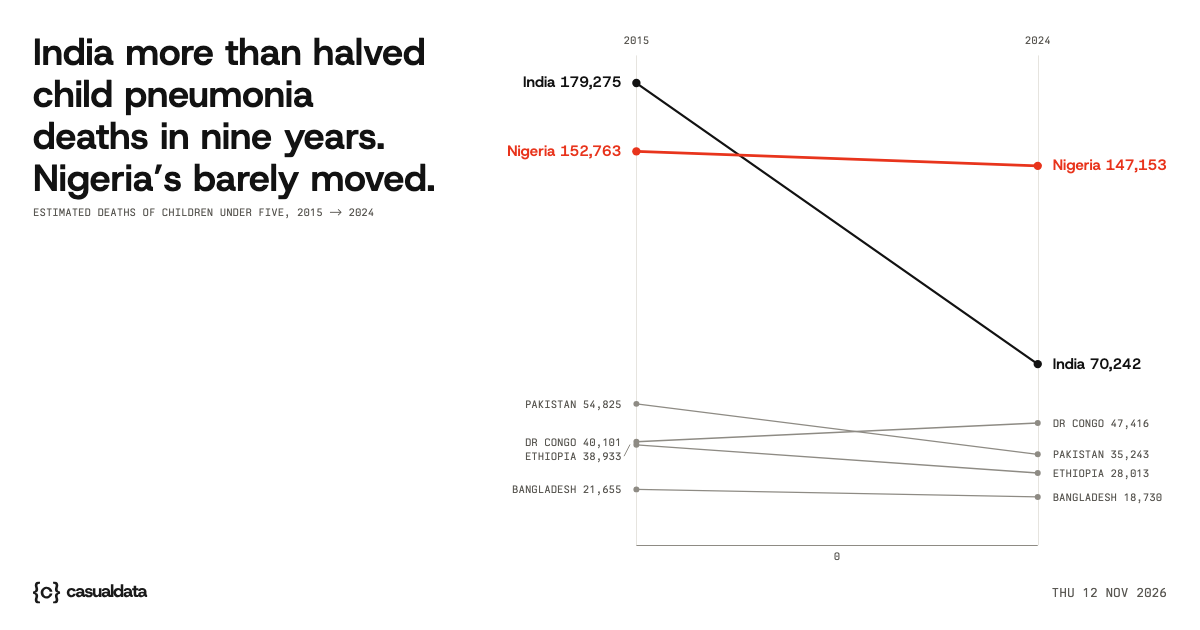 India more than halved
child pneumonia
deaths in nine years.
Nigeria’s barely moved.
ESTIMATED DEATHS OF CHILDREN UNDER FIVE, 2015 → 2024
2015
2024
India 179,275
Nigeria 152,763
Nigeria 147,153
India 70,242
PAKISTAN 54,825
DR CONGO 40,101
ETHIOPIA 38,933
BANGLADESH 21,655
DR CONGO 47,416
PAKISTAN 35,243
ETHIOPIA 28,013
BANGLADESH 18,730
0
{c} casualdata
THU 12 NOV 2026